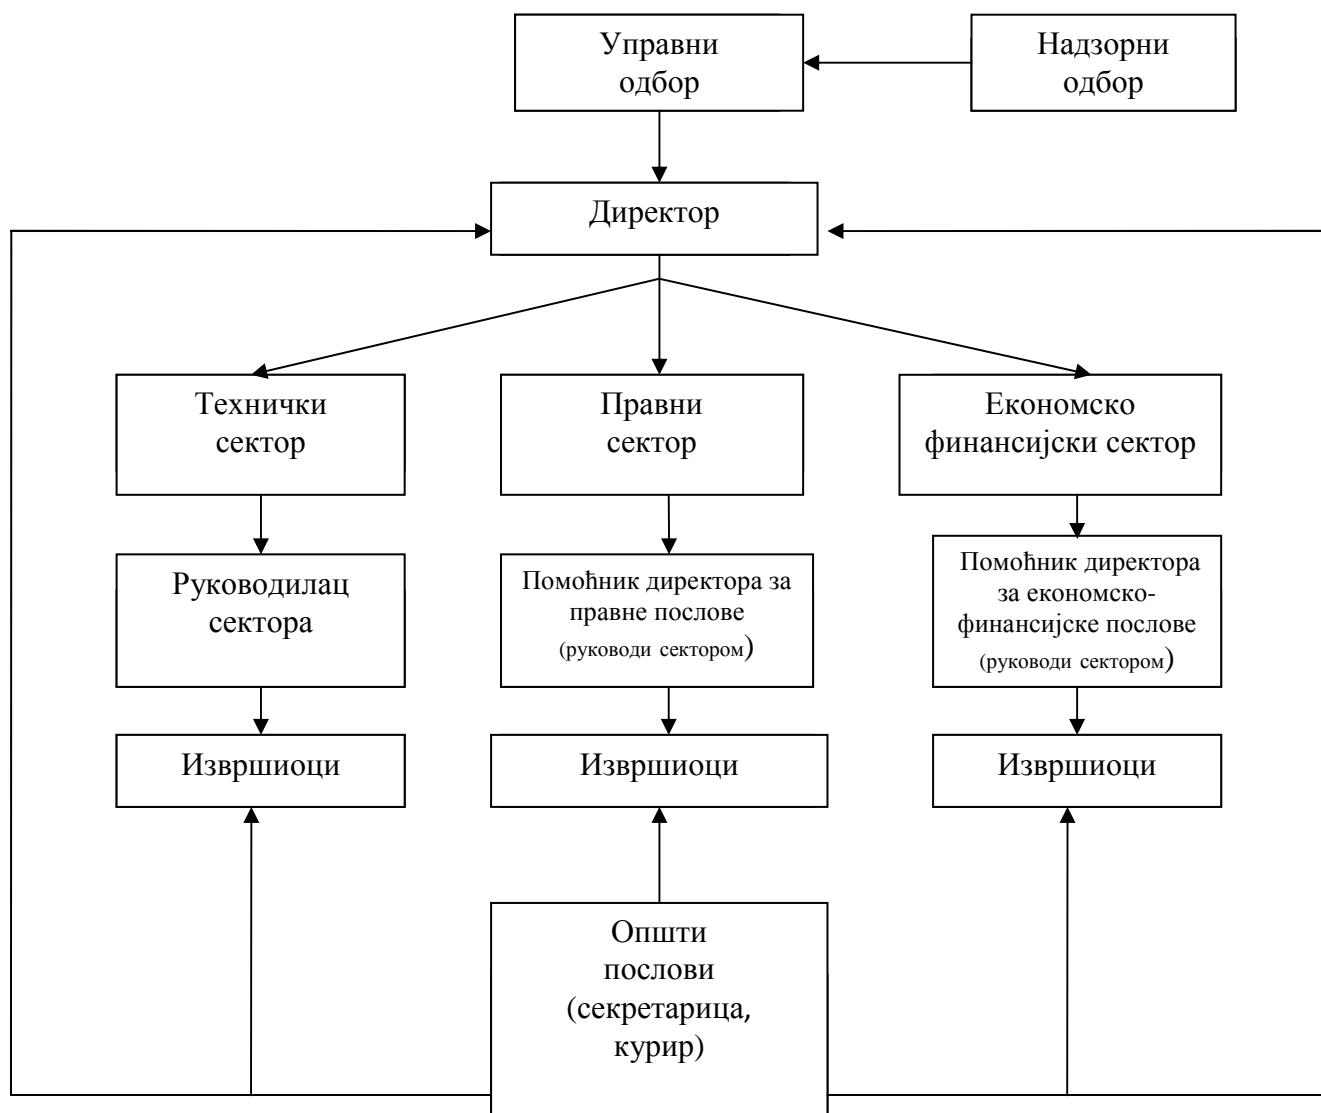 Управни
одбор
Надзорни
одбор
Директор
Технички
сектор
Правни
сектор
Економско
финансијски сектор
Руководилац
сектора
Помоћник директора за
правне послове
(руководи сектором)
Помоћник директора
за економско-
финансијске послове
(руководи сектором)
Извршиоци
Извршиоци
Извршиоци
Општи
послови
(секретарица,
курир)